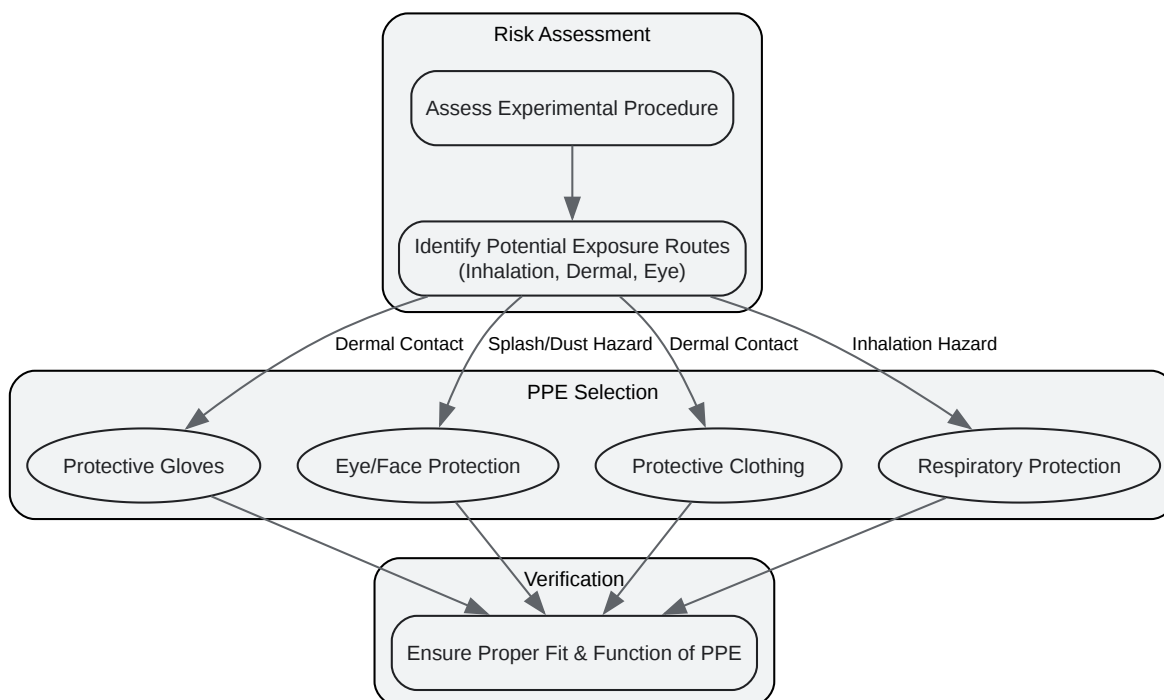 Risk Assessment
Assess Experimental Procedure
Identify Potential Exposure Routes
(Inhalation, Dermal, Eye)
Dermal Contact
Splash/Dust Hazard
Dermal Contact
Inhalation Hazard
PPE Selection
Protective Gloves
Eye/Face Protection
Protective Clothing
Respiratory Protection
Verification
Ensure Proper Fit & Function of PPE